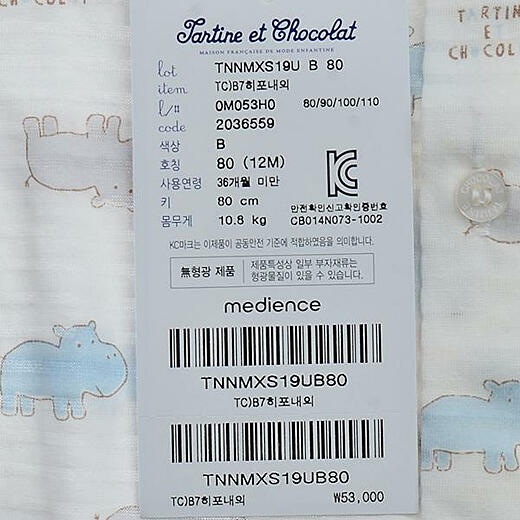 Tartine et Chocolat
MAISON FRANÇAISE DE MODE ENFANTINE
lot TNNMXS19U B 80
item TC)B7히포내의
l/# 0M053H0 80/90/100/110
code 2036559
색상 B
호칭 80 (12M)
사용연령 36개월 미만
키 80 cm
몸무게 10.8 kg
안전확인신고확인증번호
CB014N073-1002
KC마크는 이제품이 공통안전 기준에 적합하였음을 의미합니다.
無形광 제품
제품특성상 일부 부자재류는
형광물질이 있을 수 있습니다.
medience
TNNMXS19UB80
TC)B7히포내의
TNNMXS19UB80
TC)B7히포내의 ₩53,000
TARTINE
ET
CHOCOLAT